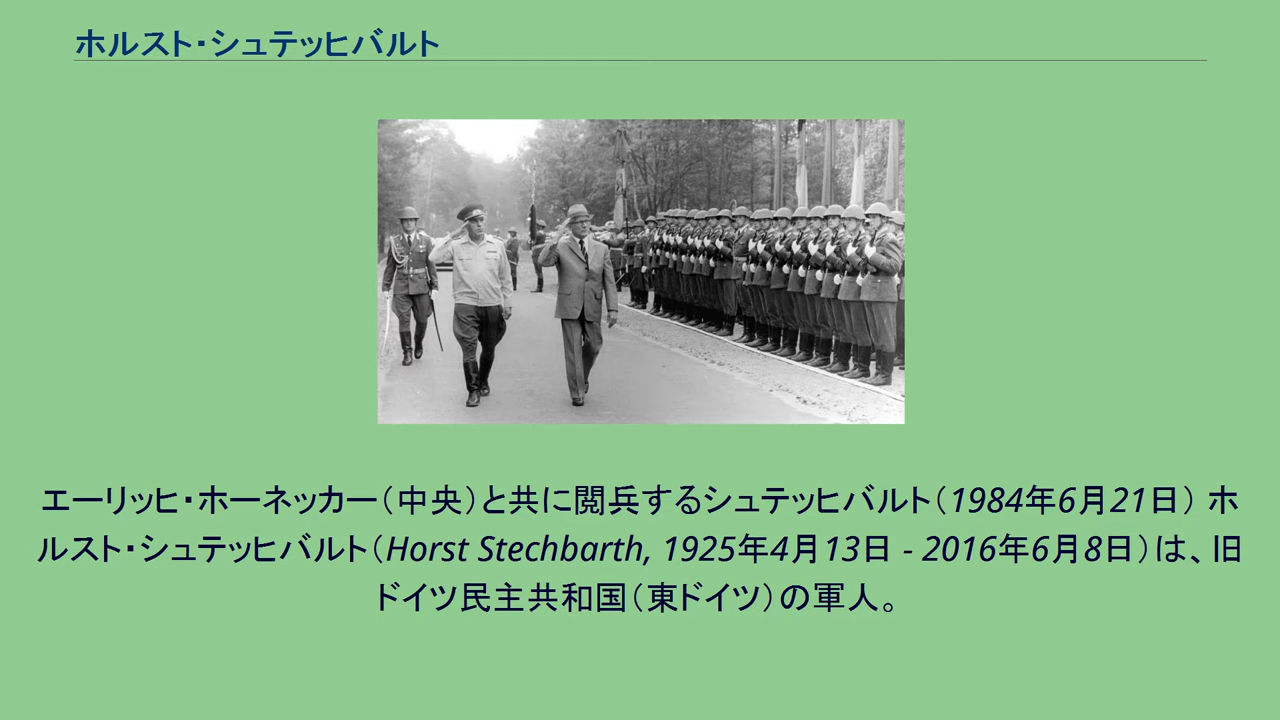 ホルスト・シュテッヒバルト
エーリッヒ・ホーネッカー（中央）と共に閲兵するシュテッヒバルト（1984年6月21日） ホ
ルスト・シュテッヒバルト（Horst Stechbarth, 1925年4月13日 - 2016年6月8日）は、旧
ドイツ民主共和国（東ドイツ）の軍人。